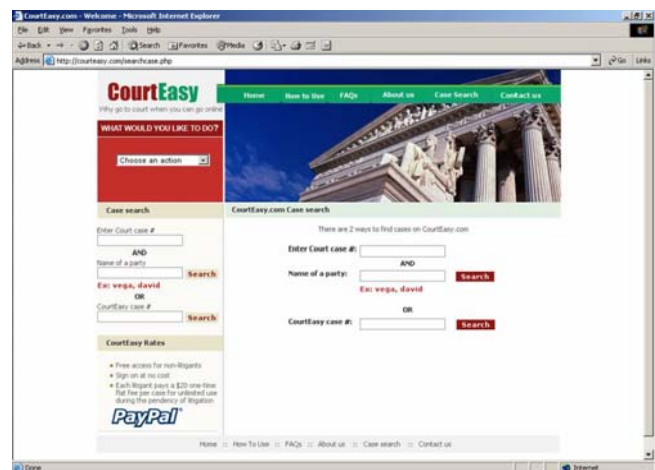 CourtEasy.com - Welcome - Microsoft Internet Explorer
File Edit View Favorites Tools Help
Back Search Favorites Media
Address http://courteasy.com/searchcase.php Go Links
CourtEasy
Why go to court when you can go online
Home How to Use FAQs About us Case Search Contact us
WHAT WOULD YOU LIKE TO DO?
Choose an action
Case search
Enter Court case #
AND
Name of a party
Search
Ex: vega, david
OR
CourtEasy case #
Search
CourtEasy Rates
Free access for non-litigants
Sign on at no cost
Each litigant pays a $20 one-time
flat fee per case for unlimited use
during the pendency of litigation
PayPal
CourtEasy.com Case search
There are 2 ways to find cases on CourtEasy.com
Enter Court case #:
AND
Name of a party: Search
Ex: vega, david
OR
CourtEasy case #: Search
Home :: How To Use :: FAQs :: About us :: Case search :: Contact us
Done Internet